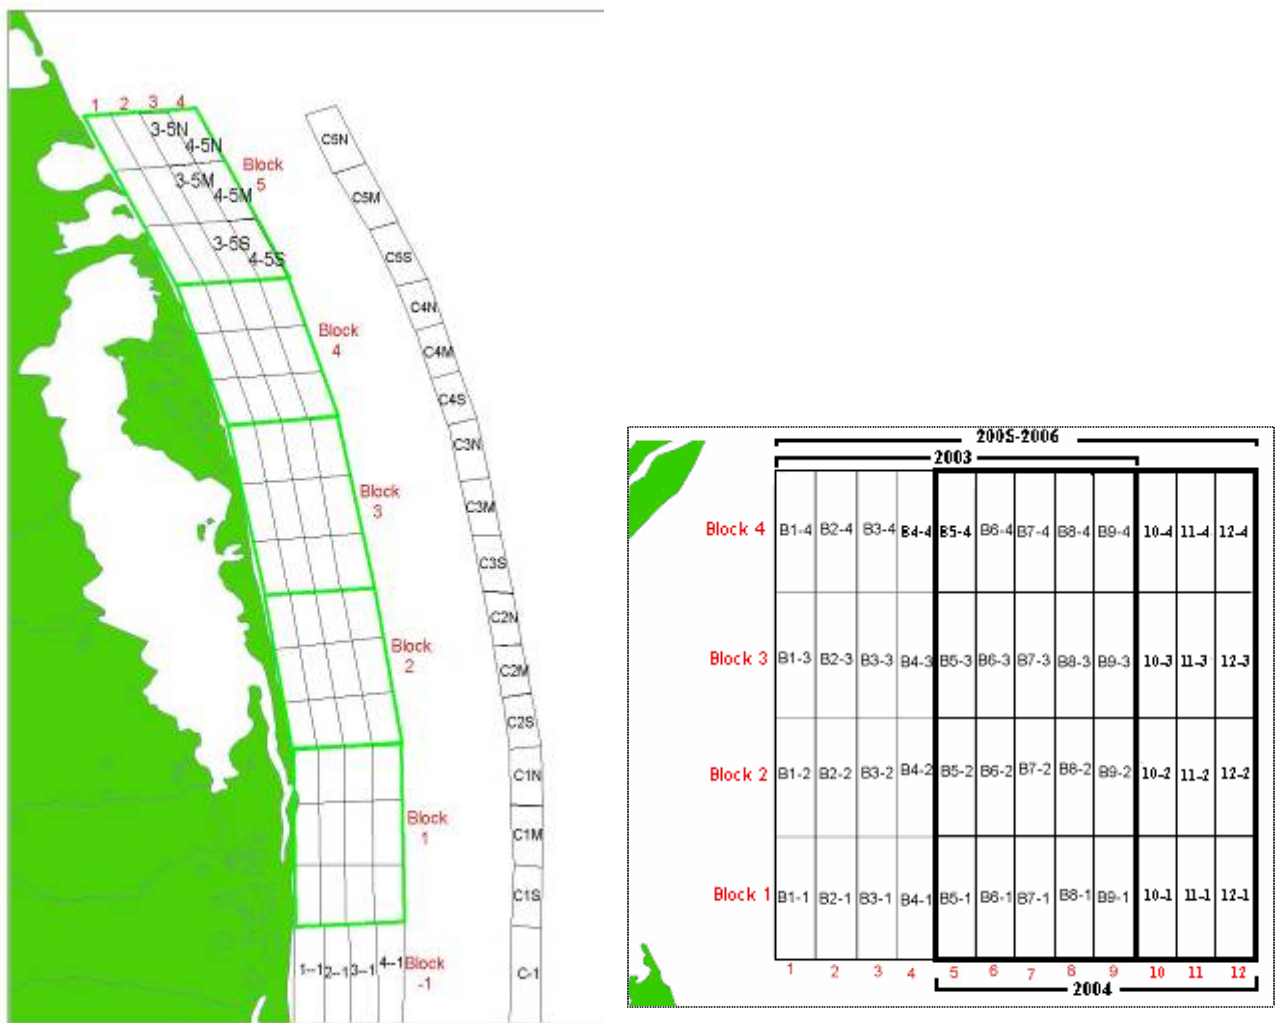 1 2 3 4
3-5N
4-5N
Block
5
3-5M
4-5M
3-5S
4-5S
Block
4
Block
3
Block
2
Block
1
1--1 2--1 3--1 4--1 Block
-1
C5N
C5M
C5S
C4N
C4M
C4S
C3N
C3M
C3S
C2N
C2M
C2S
C1N
C1M
C1S
C-1
2005-2006
2003
Block 4 B1-4 B2-4 B3-4 B4-4 B5-4 B6-4 B7-4 B8-4 B9-4 10-4 11-4 12-4
Block 3 B1-3 B2-3 B3-3 B4-3 B5-3 B6-3 B7-3 B8-3 B9-3 10-3 11-3 12-3
Block 2 B1-2 B2-2 B3-2 B4-2 B5-2 B6-2 B7-2 B8-2 B9-2 10-2 11-2 12-2
Block 1 B1-1 B2-1 B3-1 B4-1 B5-1 B6-1 B7-1 B8-1 B9-1 10-1 11-1 12-1
1 2 3 4 5 6 7 8 9 10 11 12
2004